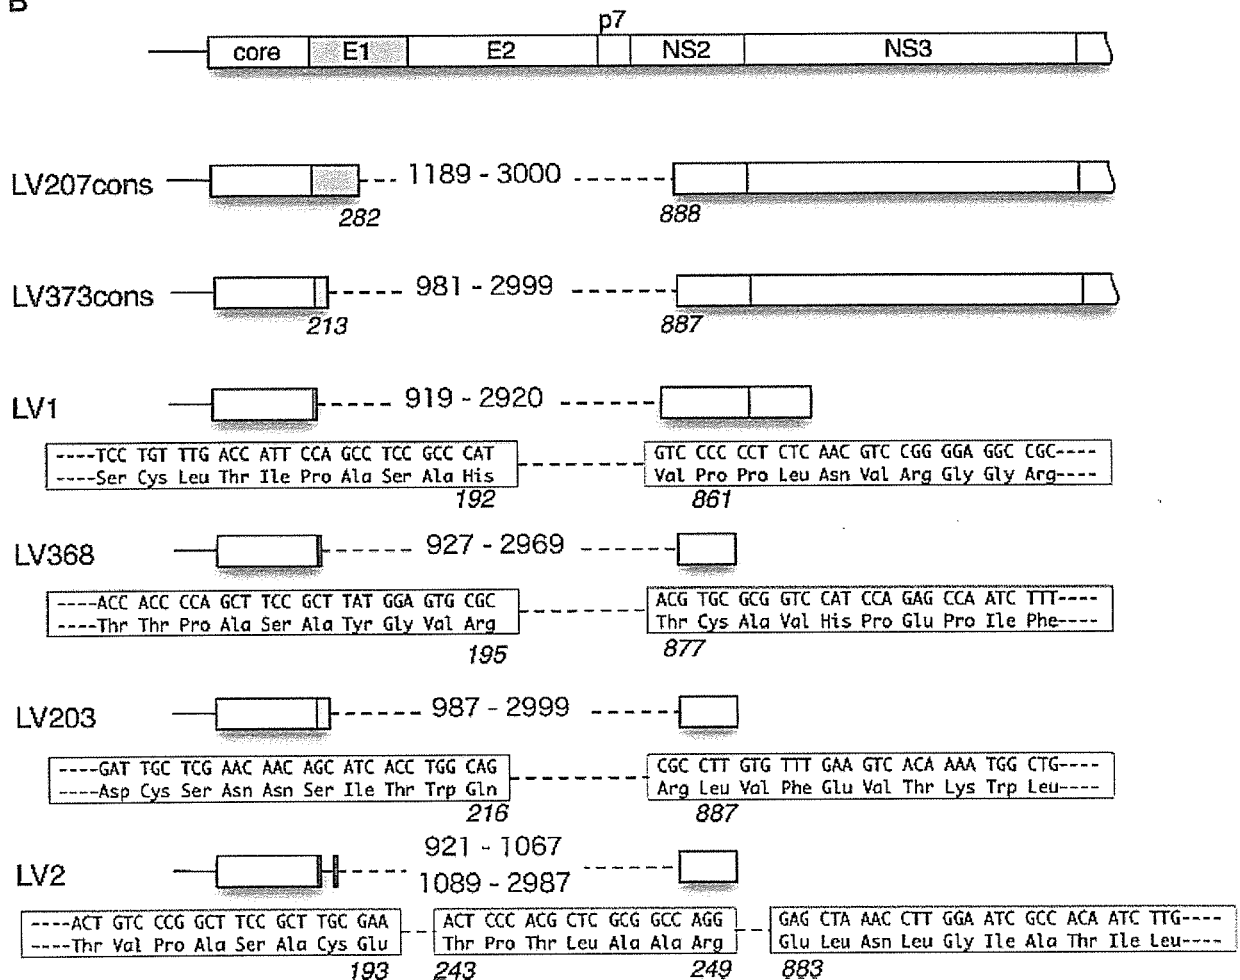 B
p7
core E1 E2 NS2 NS3
LV207cons 1189 - 3000
282 888
LV373cons 981 - 2999
213 887
LV1 919 - 2920
----TCC TGT TTG ACC ATT CCA GCC TCC GCC CAT GTC CCC CCT CTC AAC GTC CGG GGA GGC CGC----
----Ser Cys Leu Thr Ile Pro Ala Ser Ala His Val Pro Pro Leu Asn Val Arg Gly Gly Arg----
192 861
LV368 927 - 2969
----ACC ACC CCA GCT TCC GCT TAT GGA GTG CGC ACG TGC GCG GTC CAT CCA GAG CCA ATC TTT----
----Thr Thr Pro Ala Ser Ala Tyr Gly Val Arg Thr Cys Ala Val His Pro Glu Pro Ile Phe----
195 877
LV203 987 - 2999
----GAT TGC TCG AAC AAC AGC ATC ACC TGG CAG CGC CTT GTG TTT GAA GTC ACA AAA TGG CTG----
----Asp Cys Ser Asn Asn Ser Ile Thr Trp Gln Arg Leu Val Phe Glu Val Thr Lys Trp Leu----
216 887
921 - 1067
LV2
1089 - 2987
----ACT GTC CCG GCT TCC GCT TGC GAA ACT CCC ACG CTC GCG GCC AGG GAG CTA AAC CTT GGA ATC GCC ACA ATC TTG----
----Thr Val Pro Ala Ser Ala Cys Glu Thr Pro Thr Leu Ala Ala Arg Glu Leu Asn Leu Gly Ile Ala Thr Ile Leu----
193 243 249 883